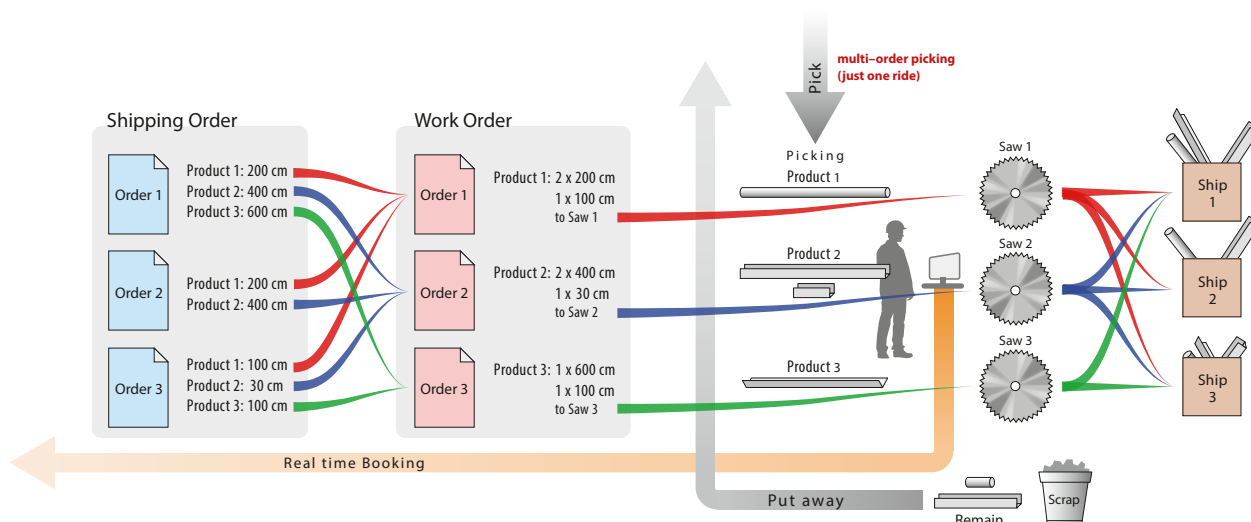 Pick
multi-order picking
(just one ride)
Shipping Order
Work Order
Order 1
Product 1: 200 cm
Product 2: 400 cm
Product 3: 600 cm
Order 2
Product 1: 200 cm
Product 2: 400 cm
Order 3
Product 1: 100 cm
Product 2: 30 cm
Product 3: 100 cm
Order 1
Product 1: 2 x 200 cm
1 x 100 cm
to Saw 1
Order 2
Product 2: 2 x 400 cm
1 x 30 cm
to Saw 2
Order 3
Product 3: 1 x 600 cm
1 x 100 cm
to Saw 3
Picking
Product 1
Product 2
Product 3
Saw 1
Saw 2
Saw 3
Ship
1
Ship
2
Ship
3
Real time Booking
Put away
Remain
Scrap